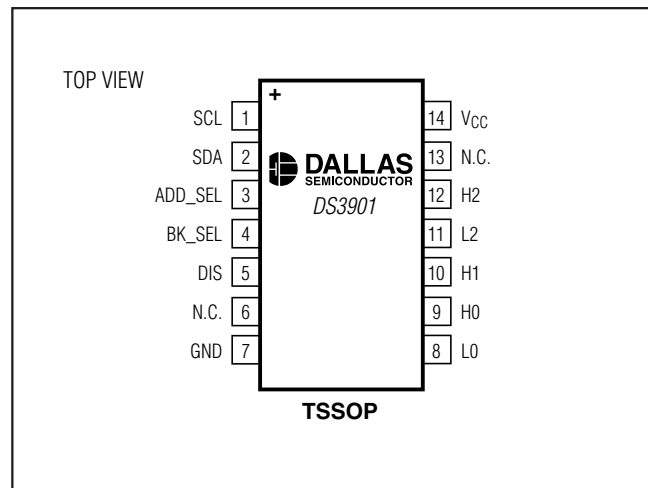 TOP VIEW
+
SCL 1
SDA 2
ADD_SEL 3
BK_SEL 4
DIS 5
N.C. 6
GND 7
DALLAS
SEMICONDUCTOR
DS3901
14 VCC
13 N.C.
12 H2
11 L2
10 H1
9 H0
8 L0
TSSOP